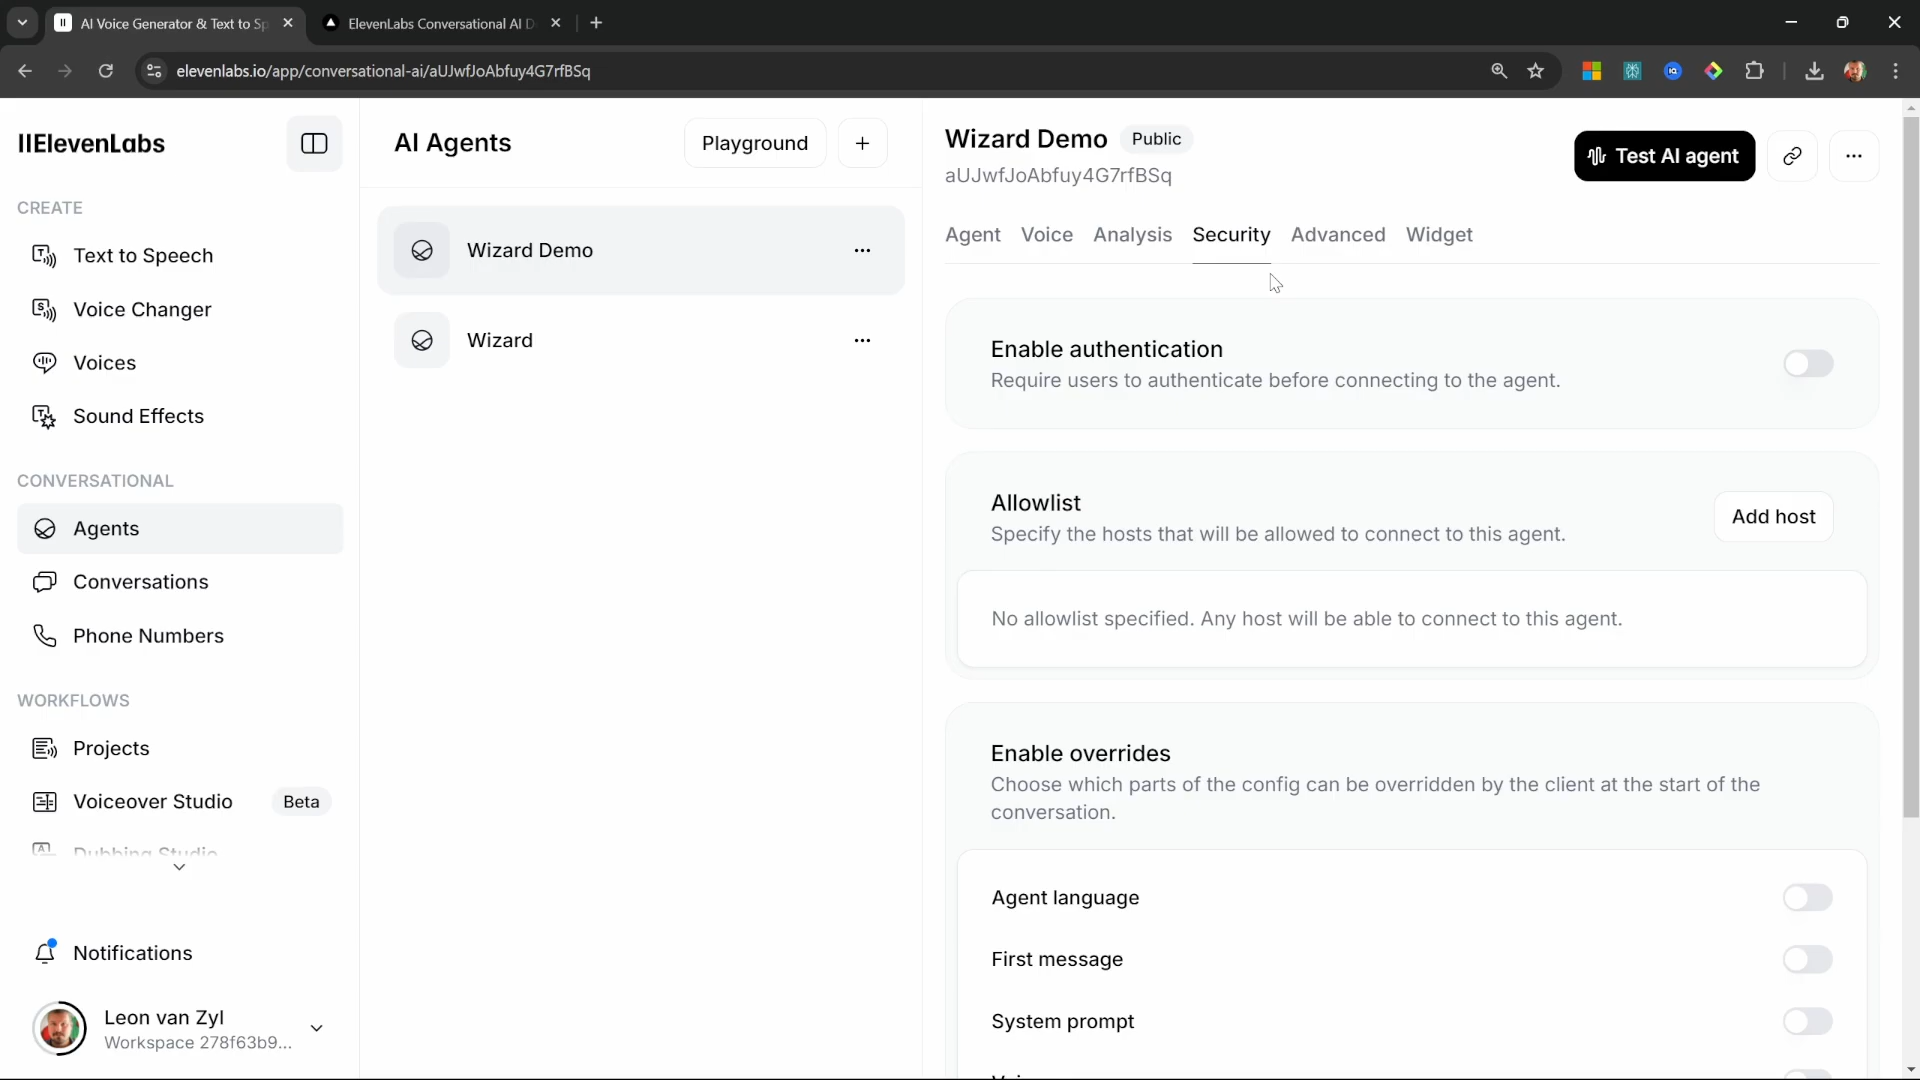 AI Voice Generator & Text to Sp
ElevenLabs Conversational AI D
elevenlabs.io/app/conversational-ai/aUJwfJoAbfuy4G7rfBSq
IIElevenLabs
CREATE
Text to Speech
Voice Changer
Voices
Sound Effects
CONVERSATIONAL
Agents
Conversations
Phone Numbers
WORKFLOWS
Projects
Voiceover Studio Beta
Dubbing Studio
Notifications
Leon van Zyl
Workspace 278f63b9...
AI Agents
Playground
Wizard Demo
Wizard
Wizard Demo Public
aUJwfJoAbfuy4G7rfBSq
Test AI agent
Agent Voice Analysis Security Advanced Widget
Enable authentication
Require users to authenticate before connecting to the agent.
Allowlist
Specify the hosts that will be allowed to connect to this agent.
Add host
No allowlist specified. Any host will be able to connect to this agent.
Enable overrides
Choose which parts of the config can be overridden by the client at the start of the
conversation.
Agent language
First message
System prompt